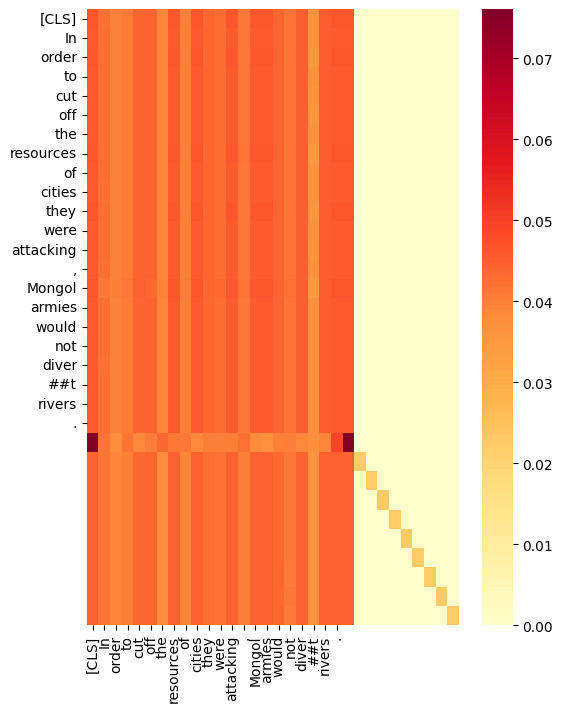 [CLS]
In
order
to
cut
off
the
resources
of
cities
they
were
attacking
,
Mongol
armies
would
not
diver
##t
rivers
.
0.07
0.06
0.05
0.04
0.03
0.02
0.01
0.00
[CLS] In order to cut off the resources of cities they were attacking , Mongol armies would not diver ##t rivers .